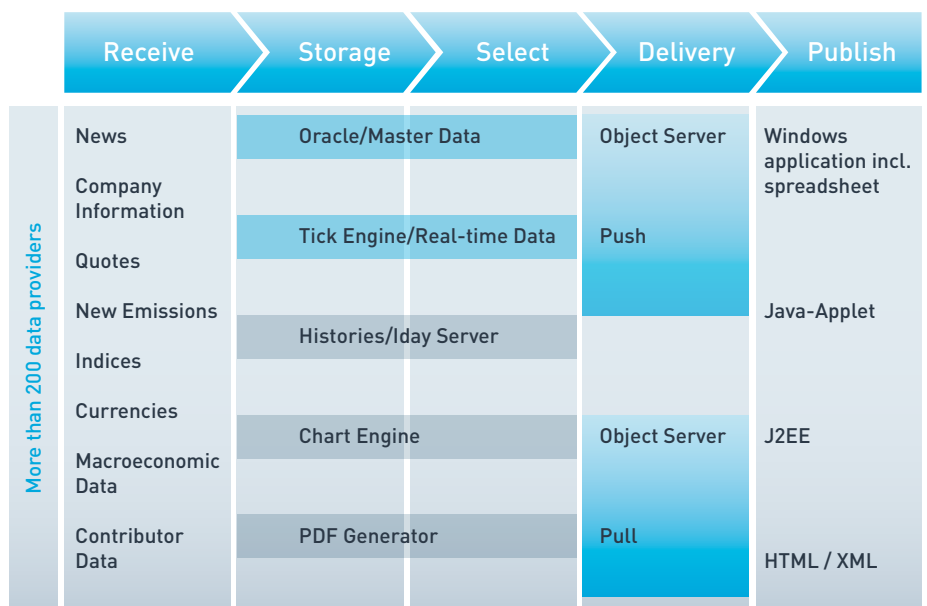 Receive
Storage
Select
Delivery
Publish
More than 200 data providers
News
Company
Information
Quotes
New Emissions
Indices
Currencies
Macroeconomic
Data
Contributor
Data
Oracle/Master Data
Tick Engine/Real-time Data
Histories/Iday Server
Chart Engine
PDF Generator
Object Server
Push
Object Server
Pull
Windows
application incl.
spreadsheet
Java-Applet
J2EE
HTML / XML